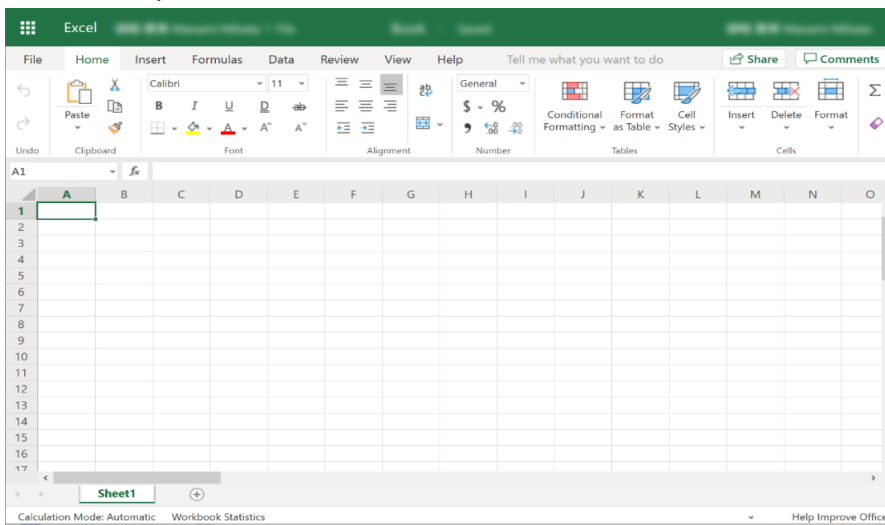 Excel
File Home Insert Formulas Data Review View Help Tell me what you want to do Share Comments
Calibri 11 ab General
Paste B I U D ab $ % Conditional Formatting Format as Table Cell Styles Insert Delete Format Σ
A A^ A˅ .00
Undo Clipboard Font Alignment Number Tables Cells
A1 fx
A B C D E F G H I J K L M N O
1
2
3
4
5
6
7
8
9
10
11
12
13
14
15
16
17
Sheet1
Calculation Mode: Automatic Workbook Statistics Help Improve Office